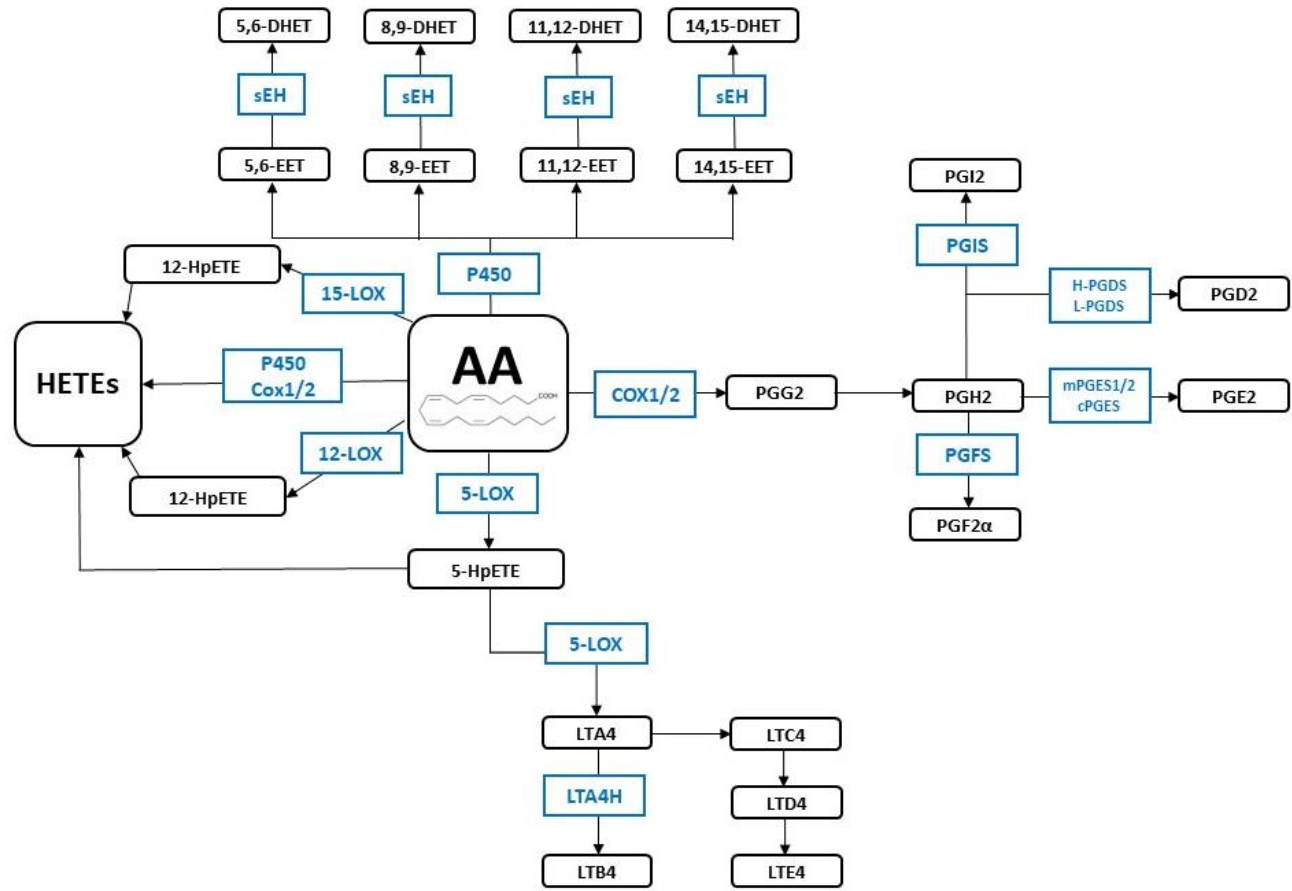 5,6-DHET
8,9-DHET
11,12-DHET
14,15-DHET
sEH
sEH
sEH
sEH
5,6-EET
8,9-EET
11,12-EET
14,15-EET
PGI2
PGIS
12-HpETE
15-LOX
P450
H-PGDS
L-PGDS
PGD2
HETEs
P450
Cox1/2
AA
COOH
COX1/2
PGG2
PGH2
mPGES1/2
cPGES
PGE2
12-LOX
PGFS
12-HpETE
5-LOX
PGF2α
5-HpETE
5-LOX
LTA4
LTC4
LTA4H
LTD4
LTB4
LTE4